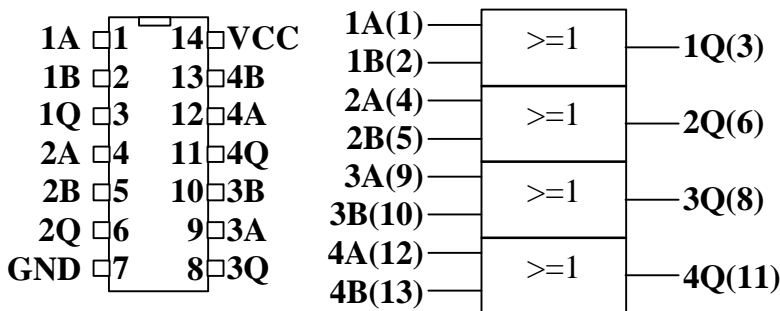 1A 1 14 VCC
1B 2 13 4B
1Q 3 12 4A
2A 4 11 4Q
2B 5 10 3B
2Q 6 9 3A
GND 7 8 3Q
1A(1)
1B(2)
>=1
1Q(3)
2A(4)
2B(5)
>=1
2Q(6)
3A(9)
3B(10)
>=1
3Q(8)
4A(12)
4B(13)
>=1
4Q(11)